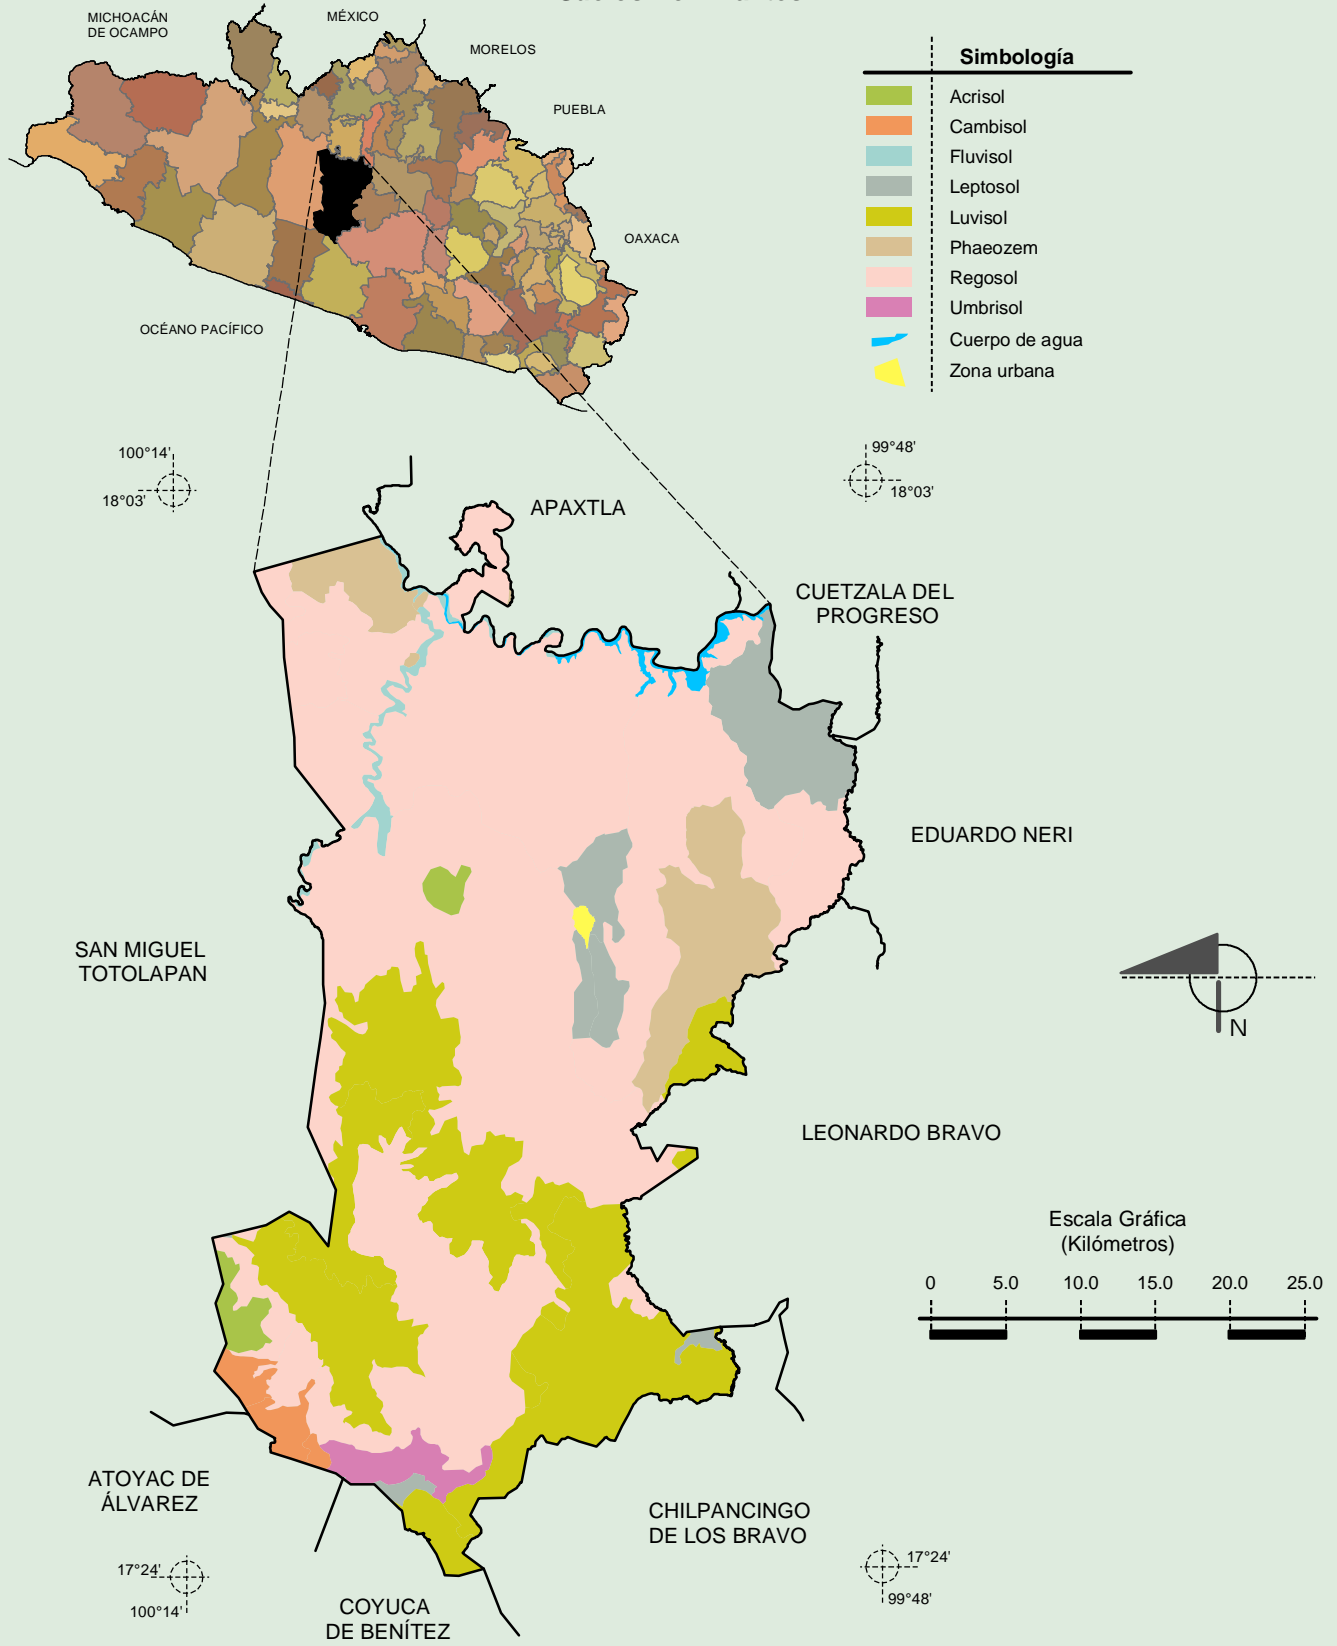 MICHOACÁN
DE OCAMPO
MÉXICO
MORELOS
PUEBLA
OAXACA
OCÉANO PACÍFICO
Simbología
Acrisol
Cambisol
Fluvisol
Leptosol
Luvisol
Phaeozem
Regosol
Umbrisol
Cuerpo de agua
Zona urbana
100°14'
18°03'
99°48'
18°03'
APAXTLA
CUETZALA DEL
PROGRESO
EDUARDO NERI
SAN MIGUEL
TOTOLAPAN
N
LEONARDO BRAVO
Escala Gráfica
(Kilómetros)
0 5.0 10.0 15.0 20.0 25.0
ATOYAC DE
ÁLVAREZ
CHILPANCINGO
DE LOS BRAVO
17°24'
100°14'
17°24'
99°48'
COYUCA
DE BENÍTEZ